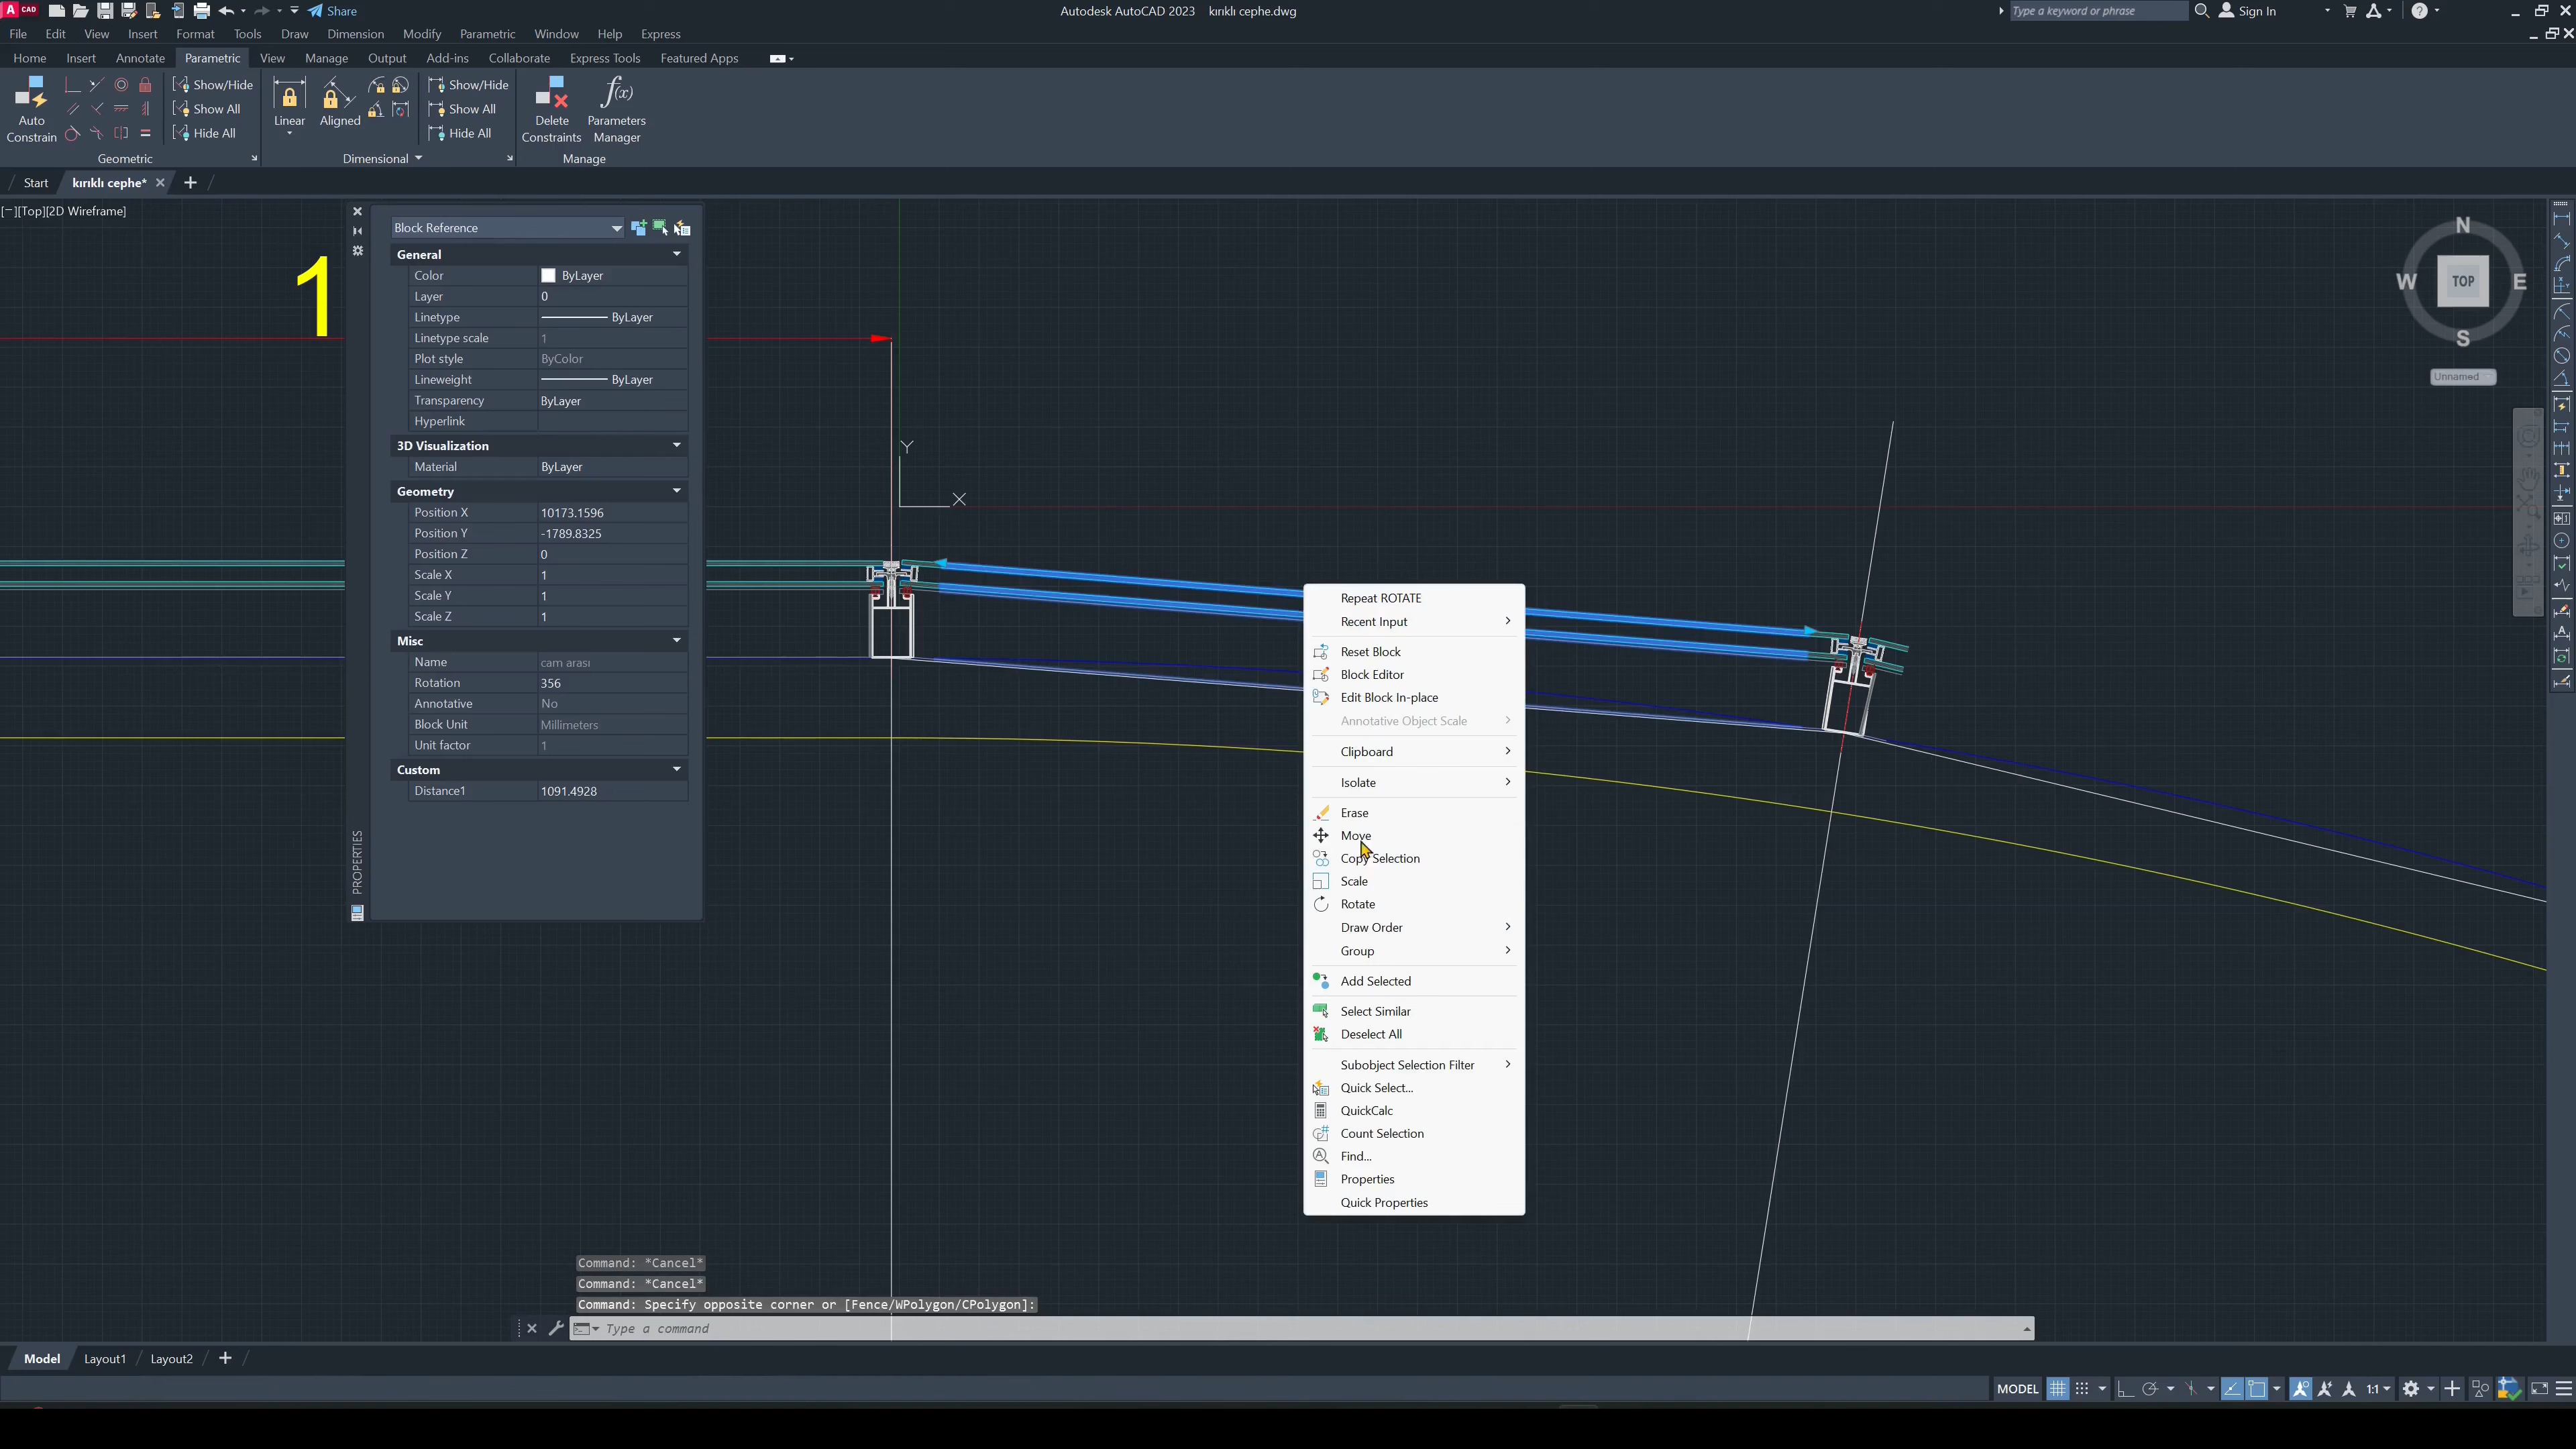 A CAD Share Autodesk AutoCAD 2023 kırıklı cephe.dwg Type a keyword or phrase Sign In
File Edit View Insert Format Tools Draw Dimension Modify Parametric Window Help Express
Home Insert Annotate Parametric View Manage Output Add-ins Collaborate Express Tools Featured Apps
Auto Constrain
Show/Hide
Show All
Hide All
Geometric
Linear
Aligned
Show/Hide
Show All
Hide All
Dimensional
Delete Constraints
f(x)
Parameters Manager
Manage
Start kırıklı cephe*
[−][Top][2D Wireframe]
1
Block Reference
General
Color ByLayer
Layer 0
Linetype ByLayer
Linetype scale 1
Plot style ByColor
Lineweight ByLayer
Transparency ByLayer
Hyperlink
3D Visualization
Material ByLayer
Geometry
Position X 10173.1596
Position Y -1789.8325
Position Z 0
Scale X 1
Scale Y 1
Scale Z 1
Misc
Name cam arası
Rotation 356
Annotative No
Block Unit Millimeters
Unit factor 1
Custom
Distance1 1091.4928
PROPERTIES
Y
X
N
W TOP E
S
Unnamed
Repeat ROTATE
Recent Input
Reset Block
Block Editor
Edit Block In-place
Annotative Object Scale
Clipboard
Isolate
Erase
Move
Copy Selection
Scale
Rotate
Draw Order
Group
Add Selected
Select Similar
Deselect All
Subobject Selection Filter
Quick Select...
QuickCalc
Count Selection
Find...
Properties
Quick Properties
Command: *Cancel*
Command: *Cancel*
Command: Specify opposite corner or [Fence/WPolygon/CPolygon]:
Type a command
Model Layout1 Layout2
MODEL 1:1